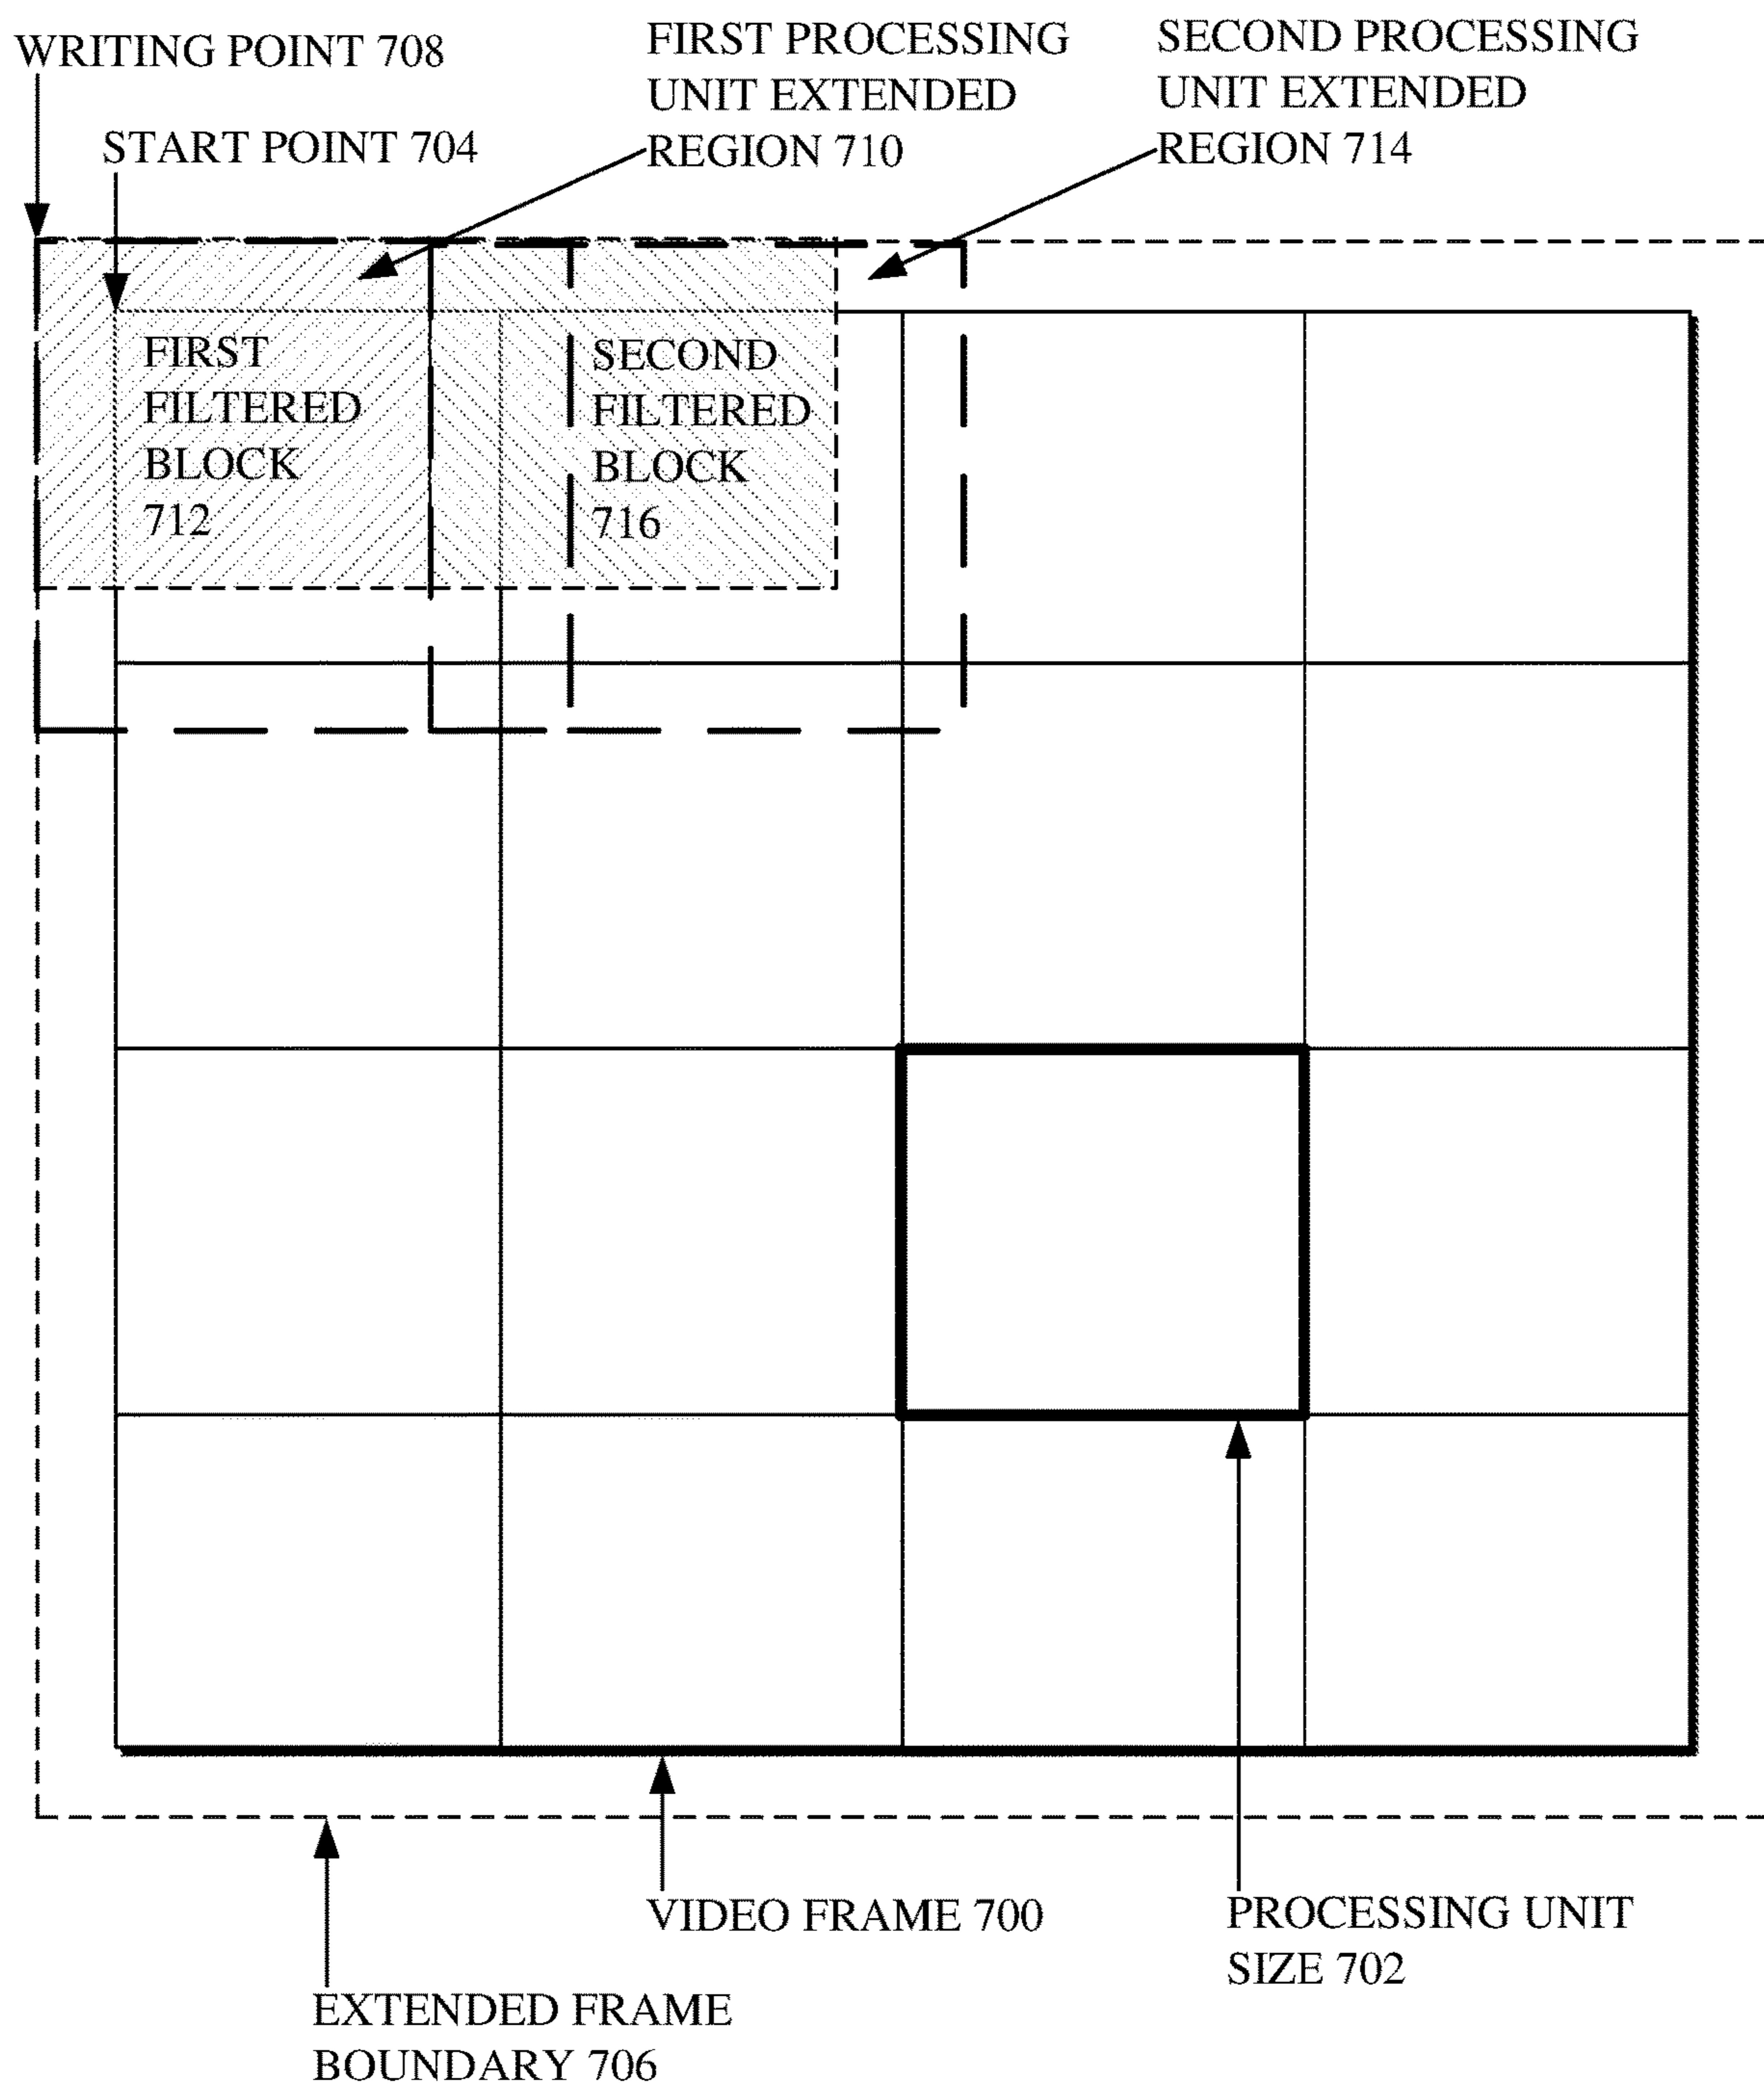 WRITING POINT 708
START POINT 704
FIRST PROCESSING
UNIT EXTENDED
REGION 710
SECOND PROCESSING
UNIT EXTENDED
REGION 714
FIRST
FILTERED
BLOCK
712
SECOND
FILTERED
BLOCK
716
VIDEO FRAME 700
PROCESSING UNIT
SIZE 702
EXTENDED FRAME
BOUNDARY 706